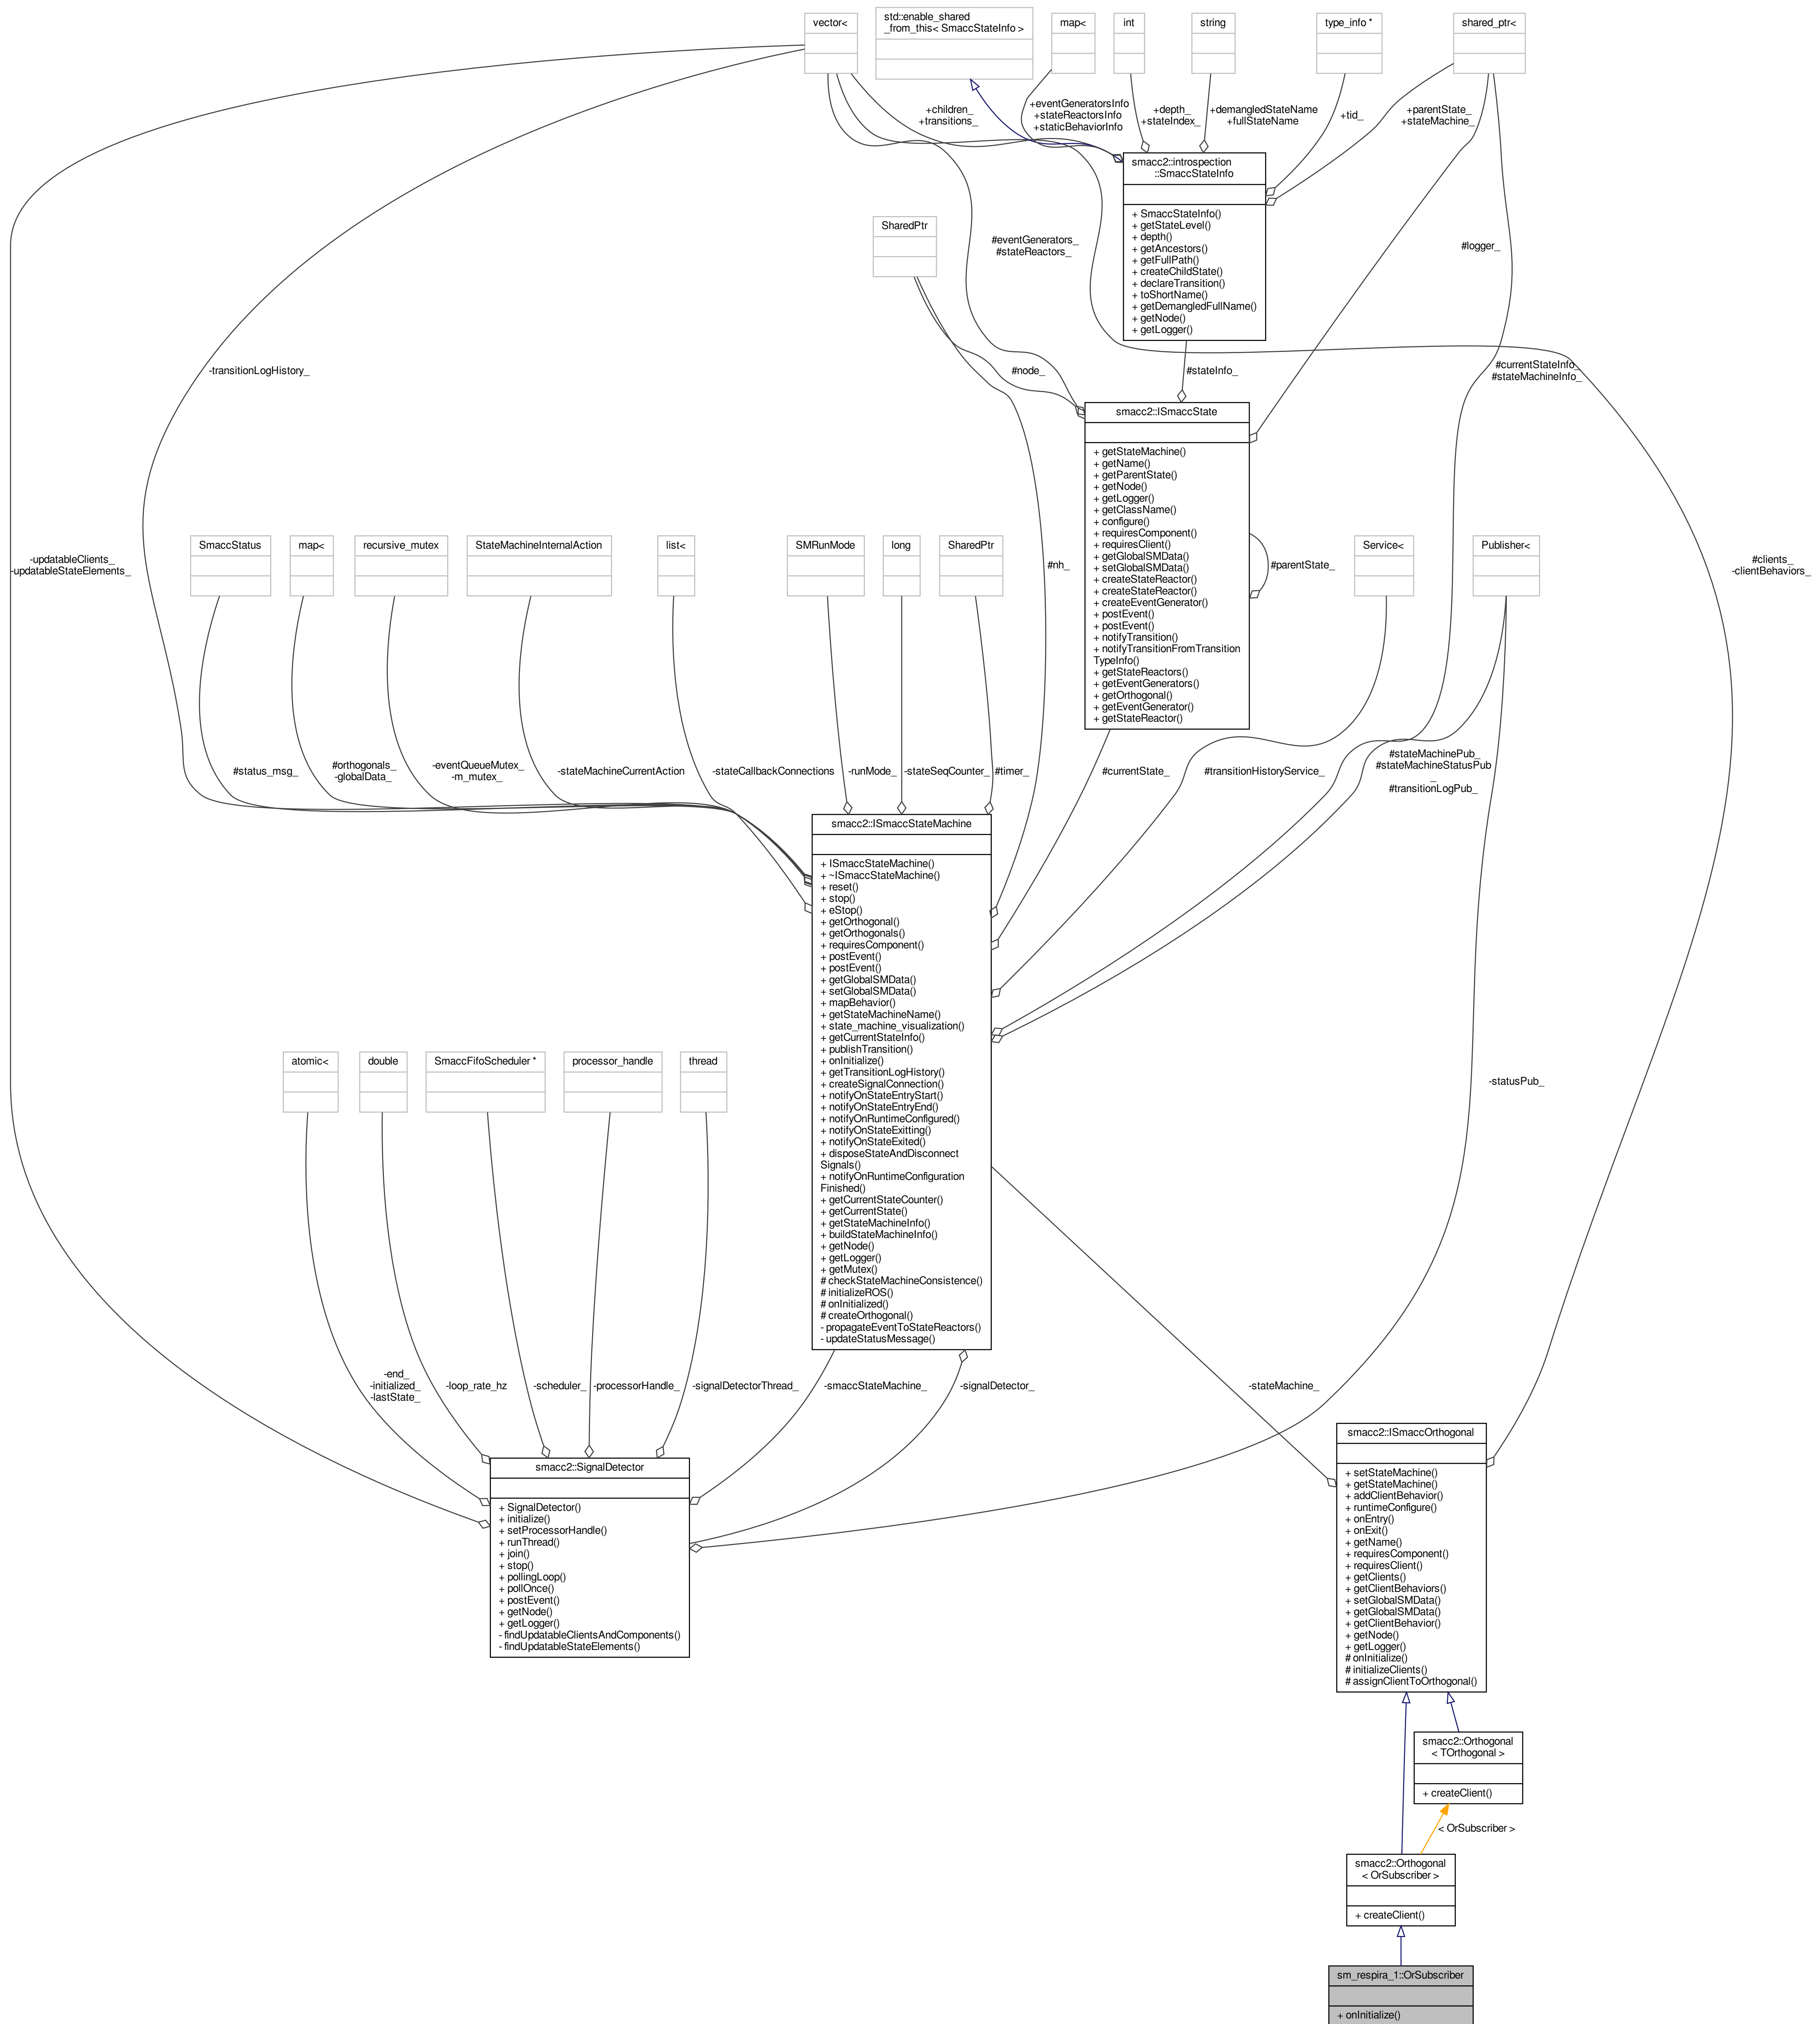 vector<
std::enable_shared
_from_this< SmaccStateInfo >
map<
int
string
type_info *
shared_ptr<
+children_
+transitions_
+eventGeneratorsInfo
+stateReactorsInfo
+staticBehaviorInfo
+depth_
+stateIndex_
+demangledStateName
+fullStateName
+tid_
+parentState_
+stateMachine_
smacc2::introspection
::SmaccStateInfo
+ SmaccStateInfo()
+ getStateLevel()
+ depth()
+ getAncestors()
+ getFullPath()
+ createChildState()
+ declareTransition()
+ toShortName()
+ getDemangledFullName()
+ getNode()
+ getLogger()
SharedPtr
#eventGenerators_
#stateReactors_
#logger_
-transitionLogHistory_
#node_
#stateInfo_
#currentStateInfo_
#stateMachineInfo_
smacc2::ISmaccState
+ getStateMachine()
+ getName()
+ getParentState()
+ getNode()
+ getLogger()
+ getClassName()
+ configure()
+ requiresComponent()
+ requiresClient()
+ getGlobalSMData()
+ setGlobalSMData()
+ createStateReactor()
+ createStateReactor()
+ createEventGenerator()
+ postEvent()
+ postEvent()
+ notifyTransition()
+ notifyTransitionFromTransition
TypeInfo()
+ getStateReactors()
+ getEventGenerators()
+ getOrthogonal()
+ getEventGenerator()
+ getStateReactor()
#parentState_
-updatableClients_
-updatableStateElements_
SmaccStatus
map<
recursive_mutex
StateMachineInternalAction
list<
SMRunMode
long
SharedPtr
#nh_
Service<
Publisher<
#clients_
-clientBehaviors_
#status_msg_
#orthogonals_
-globalData_
-eventQueueMutex_
-m_mutex_
-stateMachineCurrentAction
-stateCallbackConnections
-runMode_
-stateSeqCounter_
#timer_
#currentState_
#transitionHistoryService_
#stateMachinePub_
#stateMachineStatusPub
_
#transitionLogPub_
smacc2::ISmaccStateMachine
+ ISmaccStateMachine()
+ ~ISmaccStateMachine()
+ reset()
+ stop()
+ eStop()
+ getOrthogonal()
+ getOrthogonals()
+ requiresComponent()
+ postEvent()
+ postEvent()
+ getGlobalSMData()
+ setGlobalSMData()
+ mapBehavior()
+ getStateMachineName()
+ state_machine_visualization()
+ getCurrentStateInfo()
+ publishTransition()
+ onInitialize()
+ getTransitionLogHistory()
+ createSignalConnection()
+ notifyOnStateEntryStart()
+ notifyOnStateEntryEnd()
+ notifyOnRuntimeConfigured()
+ notifyOnStateExitting()
+ notifyOnStateExited()
+ disposeStateAndDisconnect
Signals()
+ notifyOnRuntimeConfiguration
Finished()
+ getCurrentStateCounter()
+ getCurrentState()
+ getStateMachineInfo()
+ buildStateMachineInfo()
+ getNode()
+ getLogger()
+ getMutex()
# checkStateMachineConsistence()
# initializeROS()
# onInitialized()
# createOrthogonal()
- propagateEventToStateReactors()
- updateStatusMessage()
atomic<
double
SmaccFifoScheduler *
processor_handle
thread
-statusPub_
-end_
-initialized_
-lastState_
-loop_rate_hz
-scheduler_
-processorHandle_
-signalDetectorThread_
-smaccStateMachine_
-signalDetector_
-stateMachine_
smacc2::SignalDetector
+ SignalDetector()
+ initialize()
+ setProcessorHandle()
+ runThread()
+ join()
+ stop()
+ pollingLoop()
+ pollOnce()
+ postEvent()
+ getNode()
+ getLogger()
- findUpdatableClientsAndComponents()
- findUpdatableStateElements()
smacc2::ISmaccOrthogonal
+ setStateMachine()
+ getStateMachine()
+ addClientBehavior()
+ runtimeConfigure()
+ onEntry()
+ onExit()
+ getName()
+ requiresComponent()
+ requiresClient()
+ getClients()
+ getClientBehaviors()
+ setGlobalSMData()
+ getGlobalSMData()
+ getClientBehavior()
+ getNode()
+ getLogger()
# onInitialize()
# initializeClients()
# assignClientToOrthogonal()
smacc2::Orthogonal
< TOrthogonal >
+ createClient()
< OrSubscriber >
smacc2::Orthogonal
< OrSubscriber >
+ createClient()
sm_respira_1::OrSubscriber
+ onInitialize()